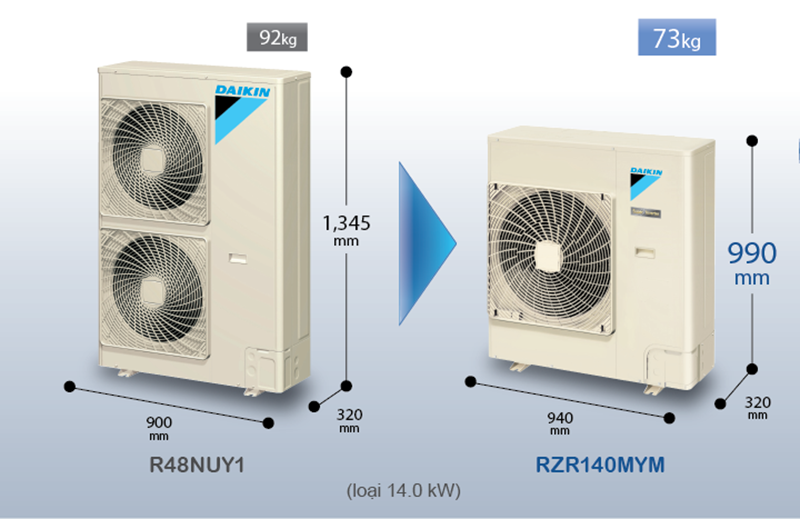 92kg
73kg
DAIKIN
DAIKIN
1,345
mm
990
mm
900
mm
320
mm
940
mm
320
mm
R48NUY1
RZR140MYM
(loại 14.0 kW)